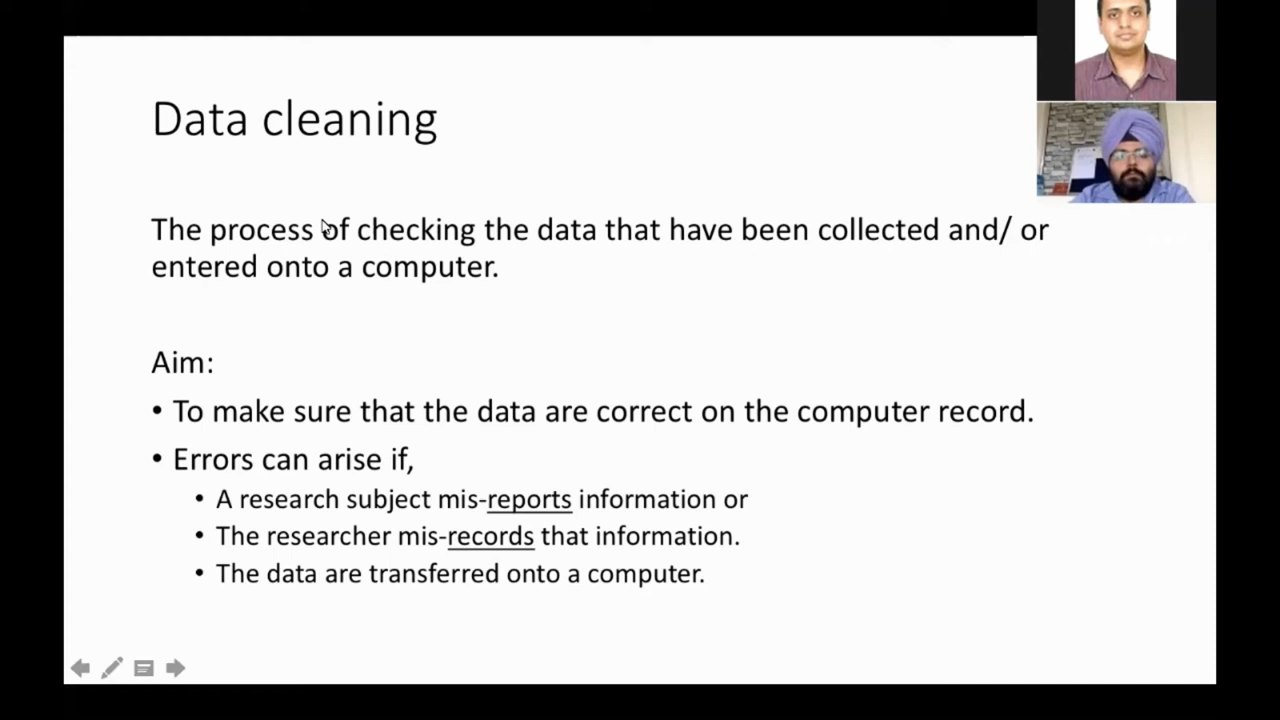 Data cleaning
The process of checking the data that have been collected and/ or
entered onto a computer.
Aim:
• To make sure that the data are correct on the computer record.
• Errors can arise if,
• A research subject mis-reports information or
• The researcher mis-records that information.
• The data are transferred onto a computer.